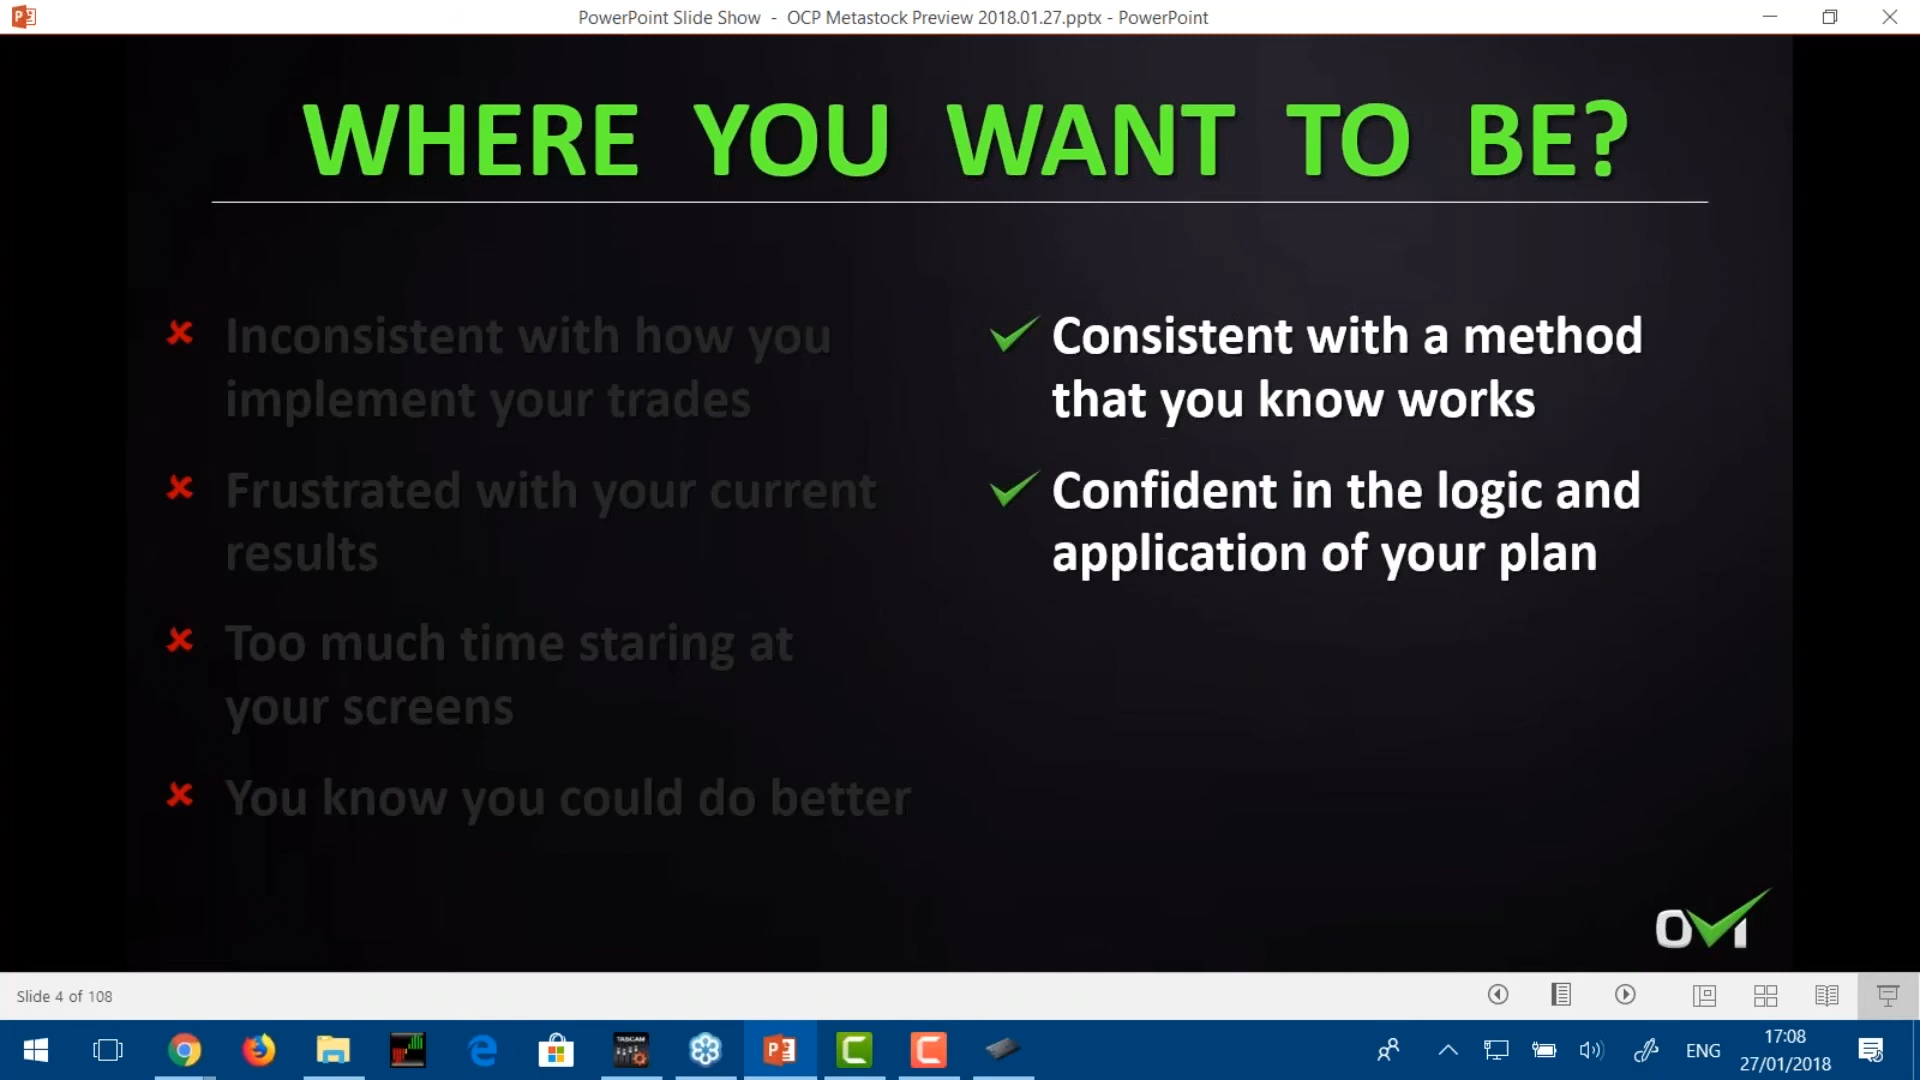 PowerPoint Slide Show - OCP Metastock Preview 2018.01.27.pptx - PowerPoint
WHERE YOU WANT TO BE?
Inconsistent with how you
implement your trades
Frustrated with your current
results
Too much time staring at
your screens
You know you could do better
Consistent with a method
that you know works
Confident in the logic and
application of your plan
OVI
Slide 4 of 108
TASCAM
ENG
17:08
27/01/2018